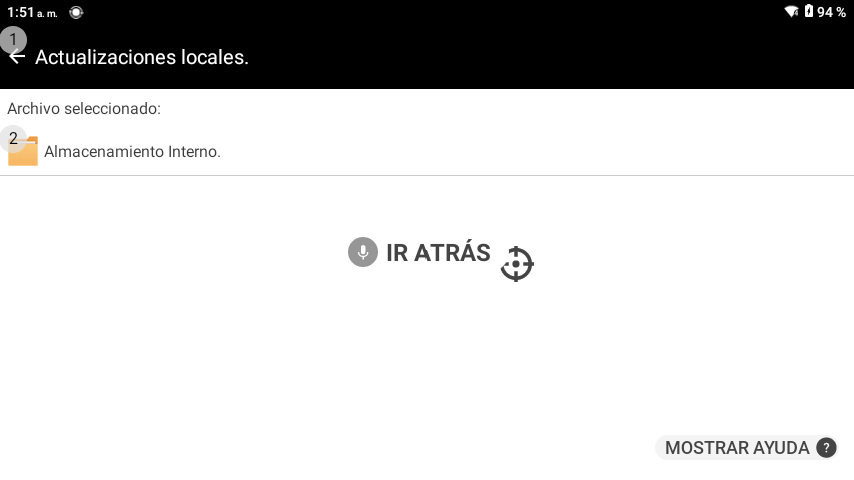 1:51 a. m.
94 %
1
Actualizaciones locales.
Archivo seleccionado:
2
Almacenamiento Interno.
IR ATRÁS
MOSTRAR AYUDA ?